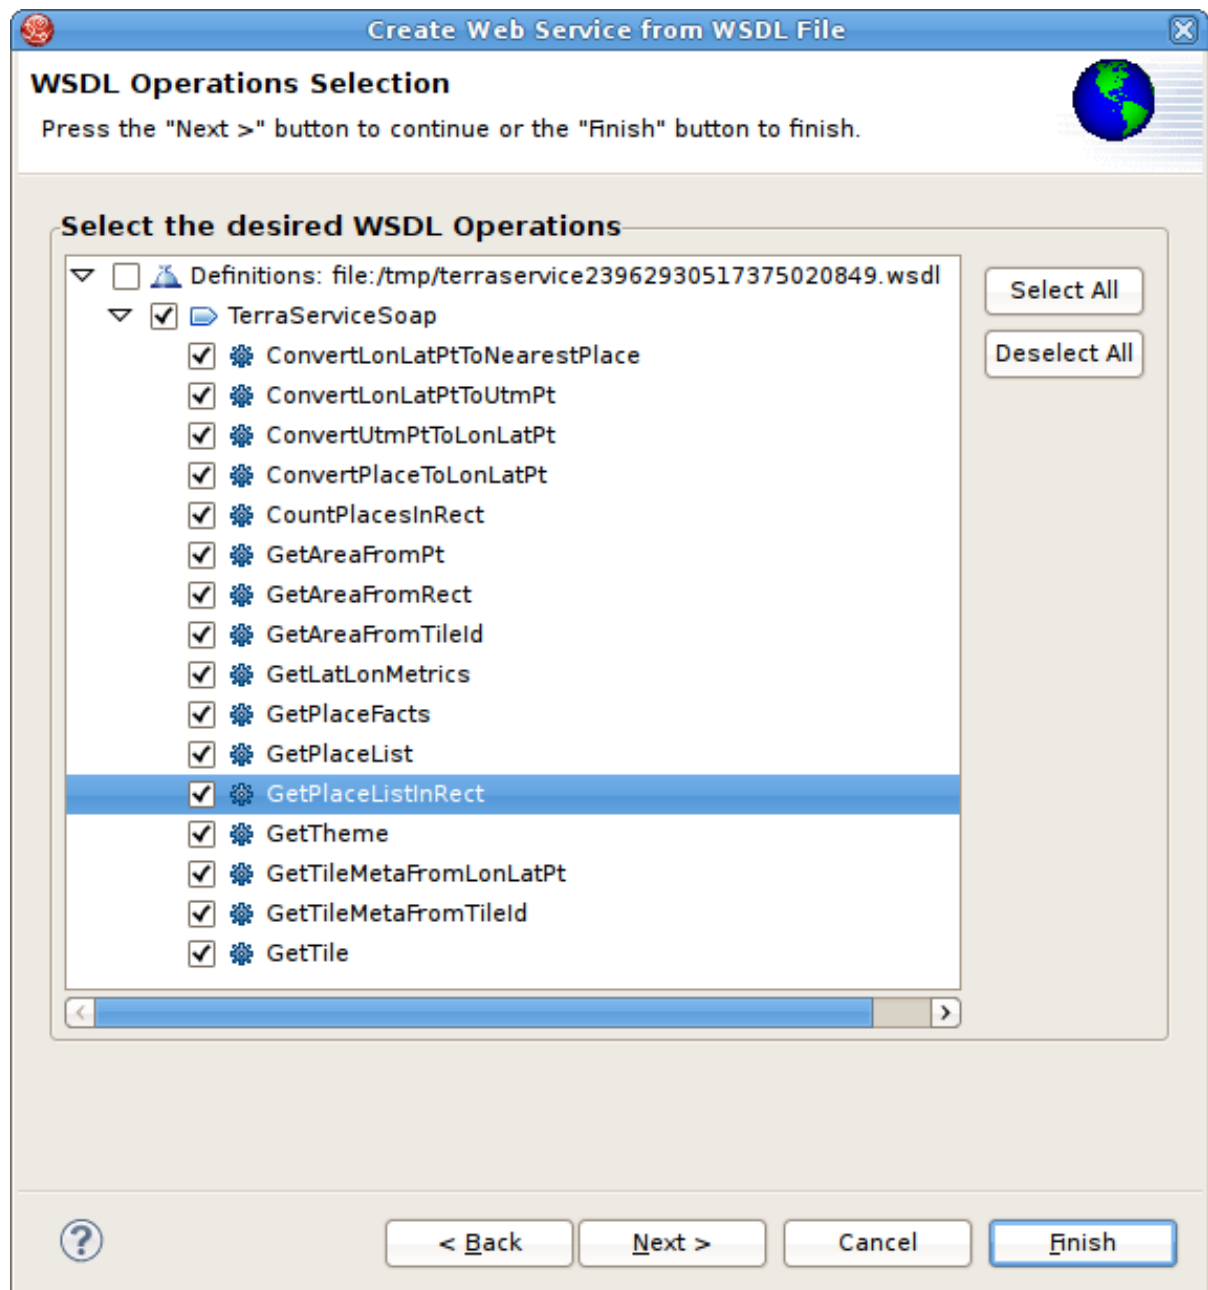 Create Web Service from WSDL File
WSDL Operations Selection
Press the "Next >" button to continue or the "Finish" button to finish.
Select the desired WSDL Operations
Definitions: file:/tmp/terraservice23962930517375020849.wsdl
Select All
TerraServiceSoap
ConvertLonLatPtToNearestPlace
Deselect All
ConvertLonLatPtToUtmPt
ConvertUtmPtToLonLatPt
ConvertPlaceToLonLatPt
CountPlacesInRect
GetAreaFromPt
GetAreaFromRect
GetAreaFromTileId
GetLatLonMetrics
GetPlaceFacts
GetPlaceList
GetPlaceListInRect
GetTheme
GetTileMetaFromLonLatPt
GetTileMetaFromTileId
GetTile
? < Back Next > Cancel Finish